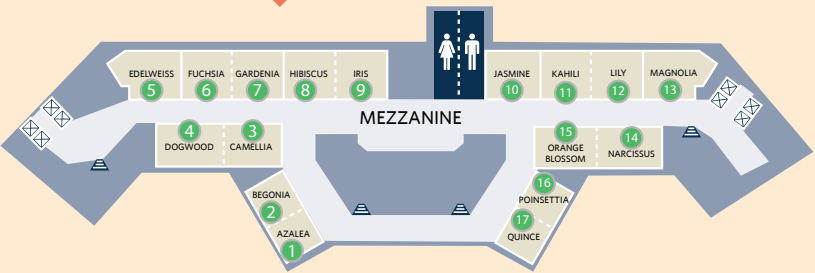 EDELWEISS
5
FUCHSIA
6
GARDENIA
7
HIBISCUS
8
IRIS
9
JASMINE
10
KAHILI
11
LILY
12
MAGNOLIA
13
MEZZANINE
4
DOGWOOD
3
CAMELLIA
15
ORANGE
BLOSSOM
14
NARCISSUS
BEGONIA
2
AZALEA
1
16
POINSETTIA
17
QUINCE